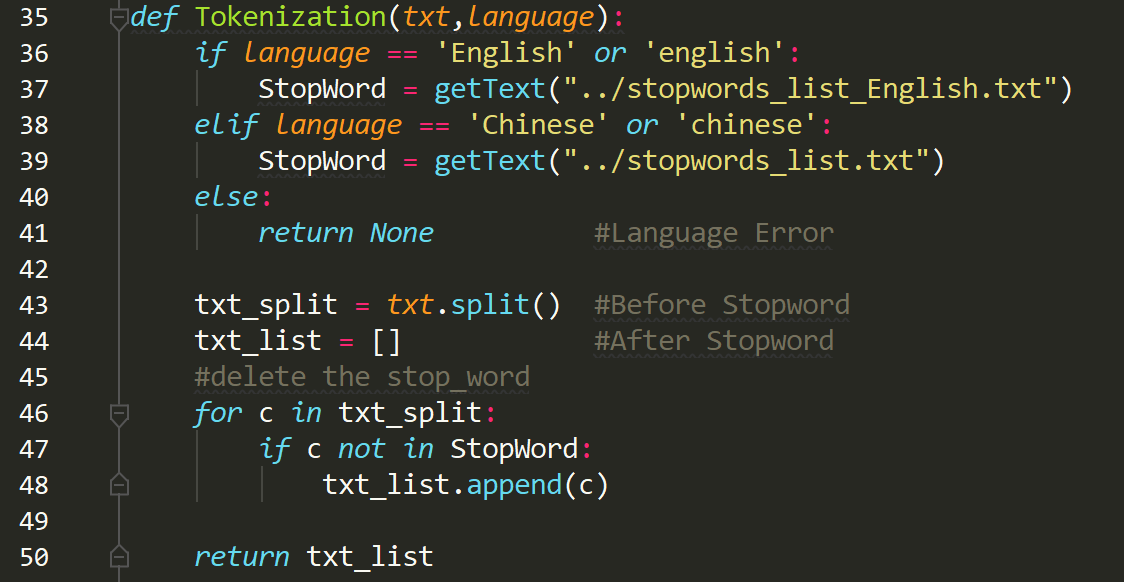 35 def Tokenization(txt,language):
36     if language == 'English' or 'english':
37         StopWord = getText("../stopwords_list_English.txt")
38     elif language == 'Chinese' or 'chinese':
39         StopWord = getText("../stopwords_list.txt")
40     else:
41         return None          #Language Error
42
43     txt_split = txt.split()  #Before Stopword
44     txt_list = []            #After Stopword
45     #delete the stop_word
46     for c in txt_split:
47         if c not in StopWord:
48             txt_list.append(c)
49
50     return txt_list